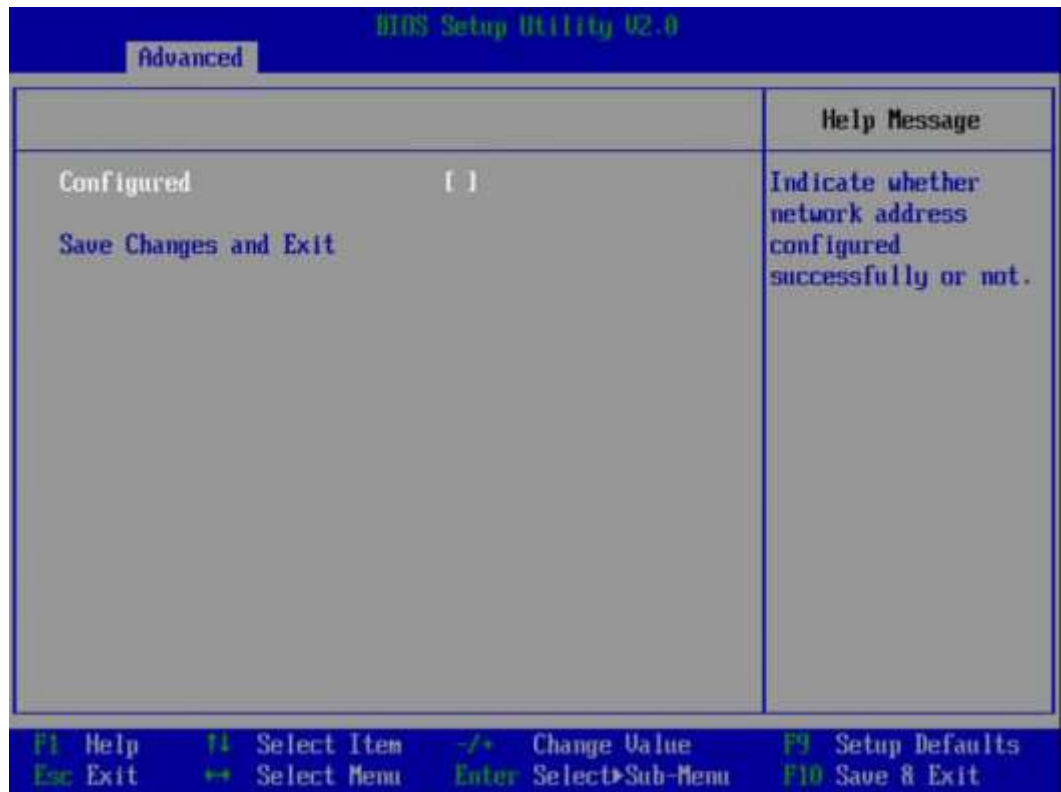 BIOS Setup Utility V2.0
Advanced
Help Message
Configured [ ]
Save Changes and Exit
Indicate whether
network address
configured
successfully or not.
F1 Help ↑↓ Select Item -/+ Change Value F9 Setup Defaults
Esc Exit ←→ Select Menu Enter Select▶Sub-Menu F10 Save & Exit